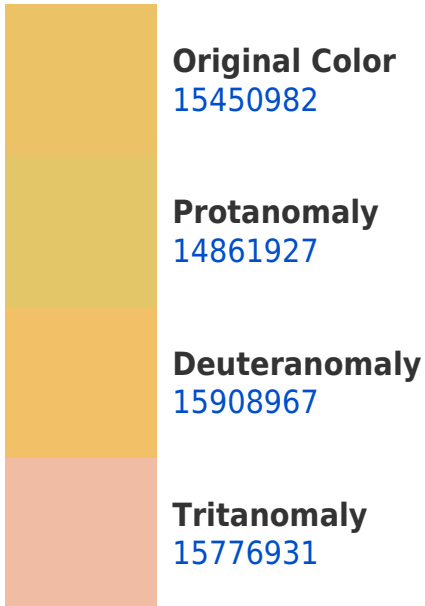 Original Color
15450982
Protanomaly
14861927
Deuteranomaly
15908967
Tritanomaly
15776931